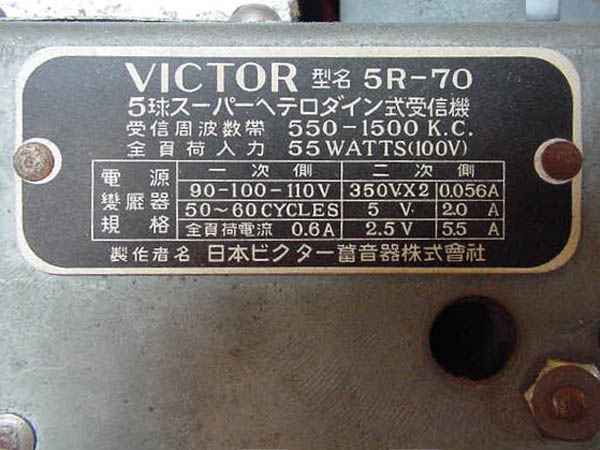 VICTOR 型名 5R-70
5球スーパーヘテロダイン式受信機
受信周波数帶 550-1500 K.C.
全負荷入力 55 WATTS(100V)
電源變壓器規格
一次側 二次側
90-100-110V 350V.X2 0.056A
50~60 CYCLES 5 V. 2.0 A
全負荷電流 0.6A 2.5 V 5.5 A
製作者名 日本ビクター蓄音器株式會社